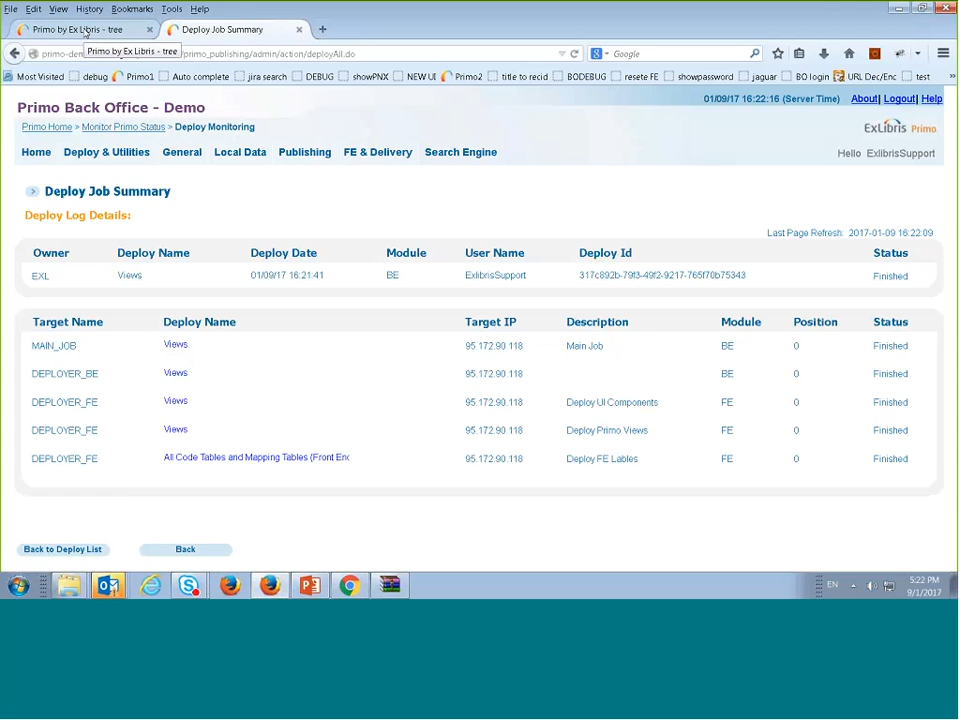 File Edit View History Bookmarks Tools Help
Primo by Ex Libris - tree × Deploy Job Summary × +
primo_publishing/admin/action/deployAll.do Google
Primo by Ex Libris - tree
Most Visited debug Primo1 Auto complete jira search DEBUG showPNX NEW UI Primo2 title to recid BODEBUG resete FE showpassword jaguar BO login URL Dec/Enc test »
Primo Back Office - Demo
01/09/17 16:22:16 (Server Time) About| Logout| Help
Primo Home > Monitor Primo Status > Deploy Monitoring
ExLibris Primo
Home Deploy & Utilities General Local Data Publishing FE & Delivery Search Engine
Hello ExlibrisSupport
Deploy Job Summary
Deploy Log Details:
Last Page Refresh: 2017-01-09 16:22:09
Owner Deploy Name Deploy Date Module User Name Deploy Id Status
EXL Views 01/09/17 16:21:41 BE ExlibrisSupport 317c892b-79f3-49f2-9217-765f70b75343 Finished
Target Name Deploy Name Target IP Description Module Position Status
MAIN_JOB Views 95.172.90.118 Main Job BE 0 Finished
DEPLOYER_BE Views 95.172.90.118 BE 0 Finished
DEPLOYER_FE Views 95.172.90.118 Deploy UI Components FE 0 Finished
DEPLOYER_FE Views 95.172.90.118 Deploy Primo Views FE 0 Finished
DEPLOYER_FE All Code Tables and Mapping Tables (Front Enc 95.172.90.118 Deploy FE Lables FE 0 Finished
Back to Deploy List Back
EN 5:22 PM
9/1/2017